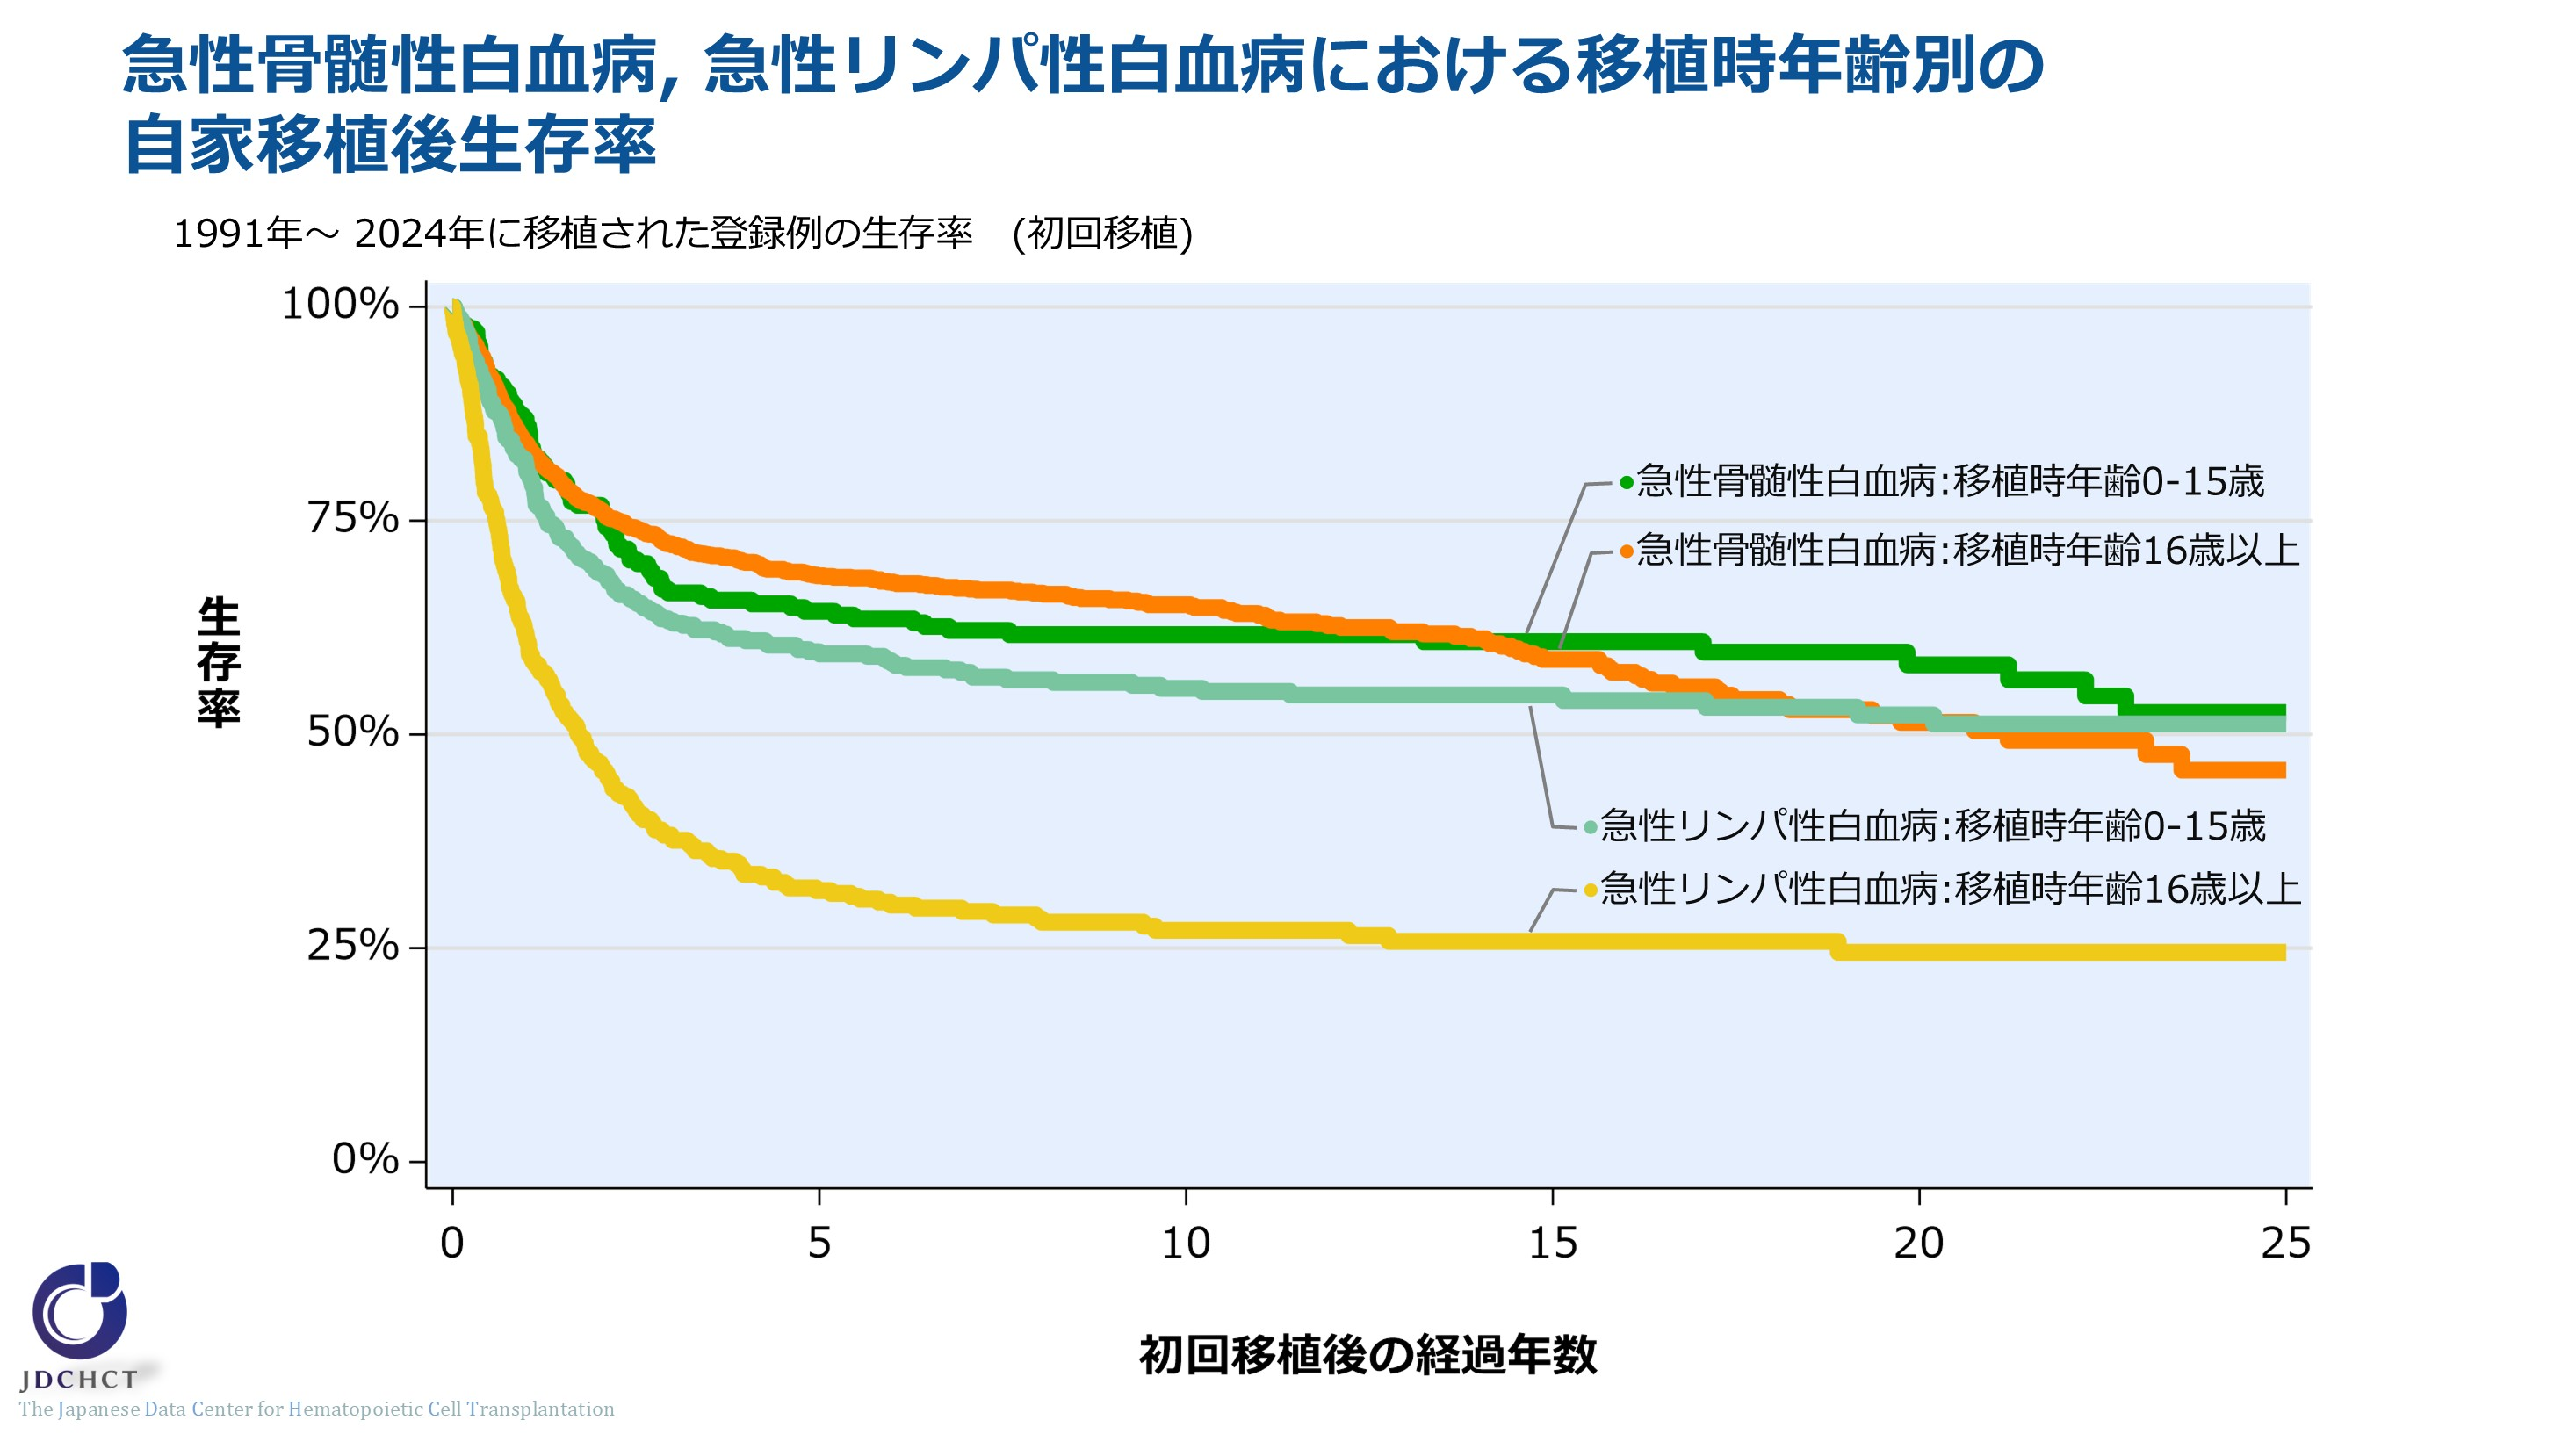 急性骨髄性白血病, 急性リンパ性白血病における移植時年齢別の
自家移植後生存率
1991年～ 2024年に移植された登録例の生存率　(初回移植)
100%
75%
50%
25%
0%
生存率
急性骨髄性白血病:移植時年齢0-15歳
急性骨髄性白血病:移植時年齢16歳以上
急性リンパ性白血病:移植時年齢0-15歳
急性リンパ性白血病:移植時年齢16歳以上
0 5 10 15 20 25
初回移植後の経過年数
JDCHCT
The Japanese Data Center for Hematopoietic Cell Transplantation